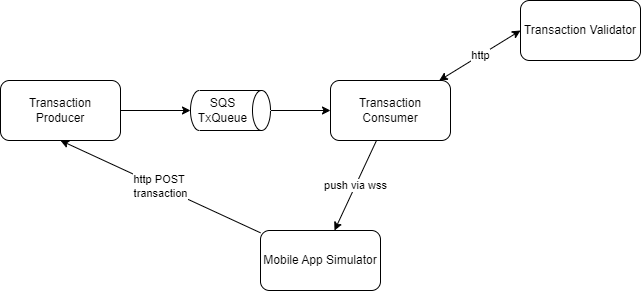 Transaction Validator
http
Transaction
Producer
SQS
TxQueue
Transaction
Consumer
http POST
transaction
push via wss
Mobile App Simulator